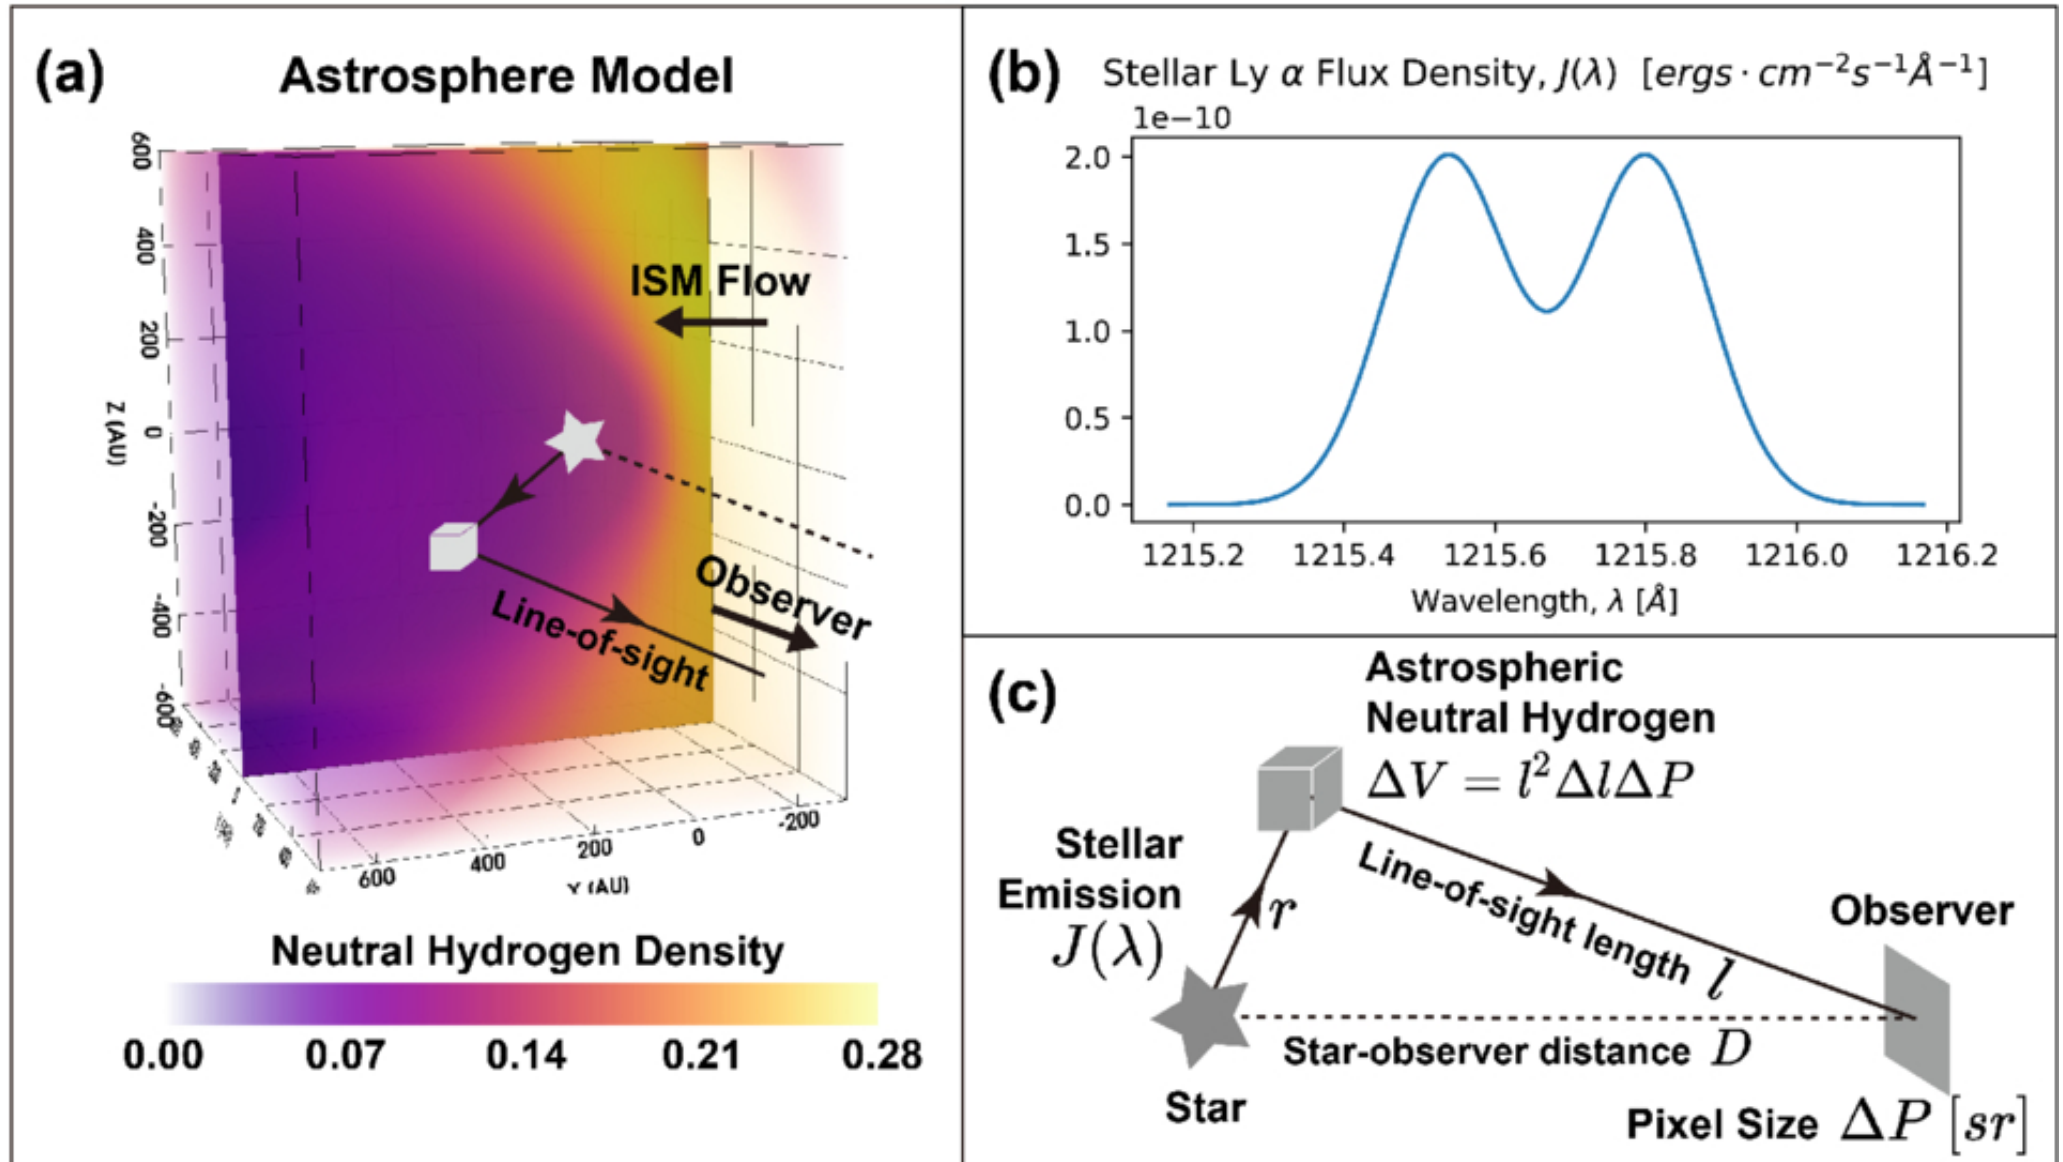 (a) Astrosphere Model
600
400
200
0
-200
-400
-600
Z (AU)
ISM Flow
Observer
Line-of-sight
600
400
200
0
-200
Y (AU)
Neutral Hydrogen Density
0.00 0.07 0.14 0.21 0.28
(b) Stellar Ly α Flux Density, J(λ) [ergs · cm⁻²s⁻¹Å⁻¹]
1e−10
2.0
1.5
1.0
0.5
0.0
1215.2 1215.4 1215.6 1215.8 1216.0 1216.2
Wavelength, λ [Å]
(c)
Astrospheric
Neutral Hydrogen
ΔV = l²ΔlΔP
Stellar
Emission
J(λ)
r
Line-of-sight length l
Observer
Star-observer distance D
Star
Pixel Size ΔP [sr]